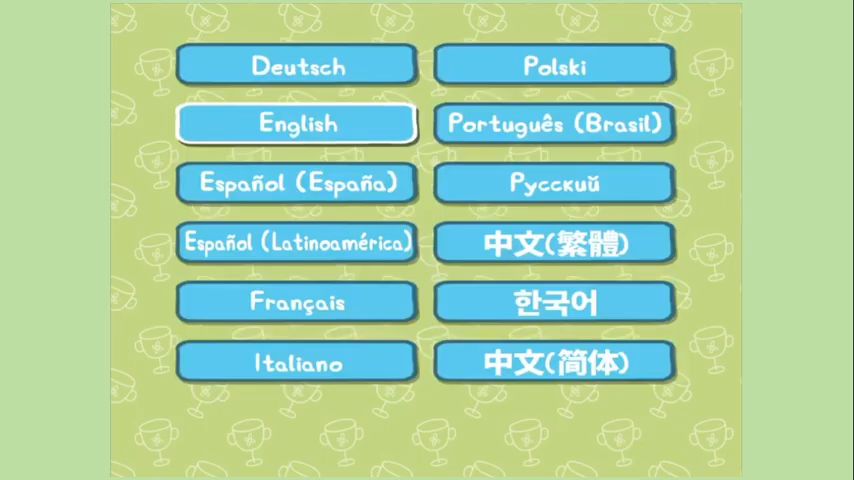 Deutsch
Polski
English
Português (Brasil)
Español (España)
Русский
Español (Latinoamérica)
中文(繁體)
Français
한국어
Italiano
中文(简体)